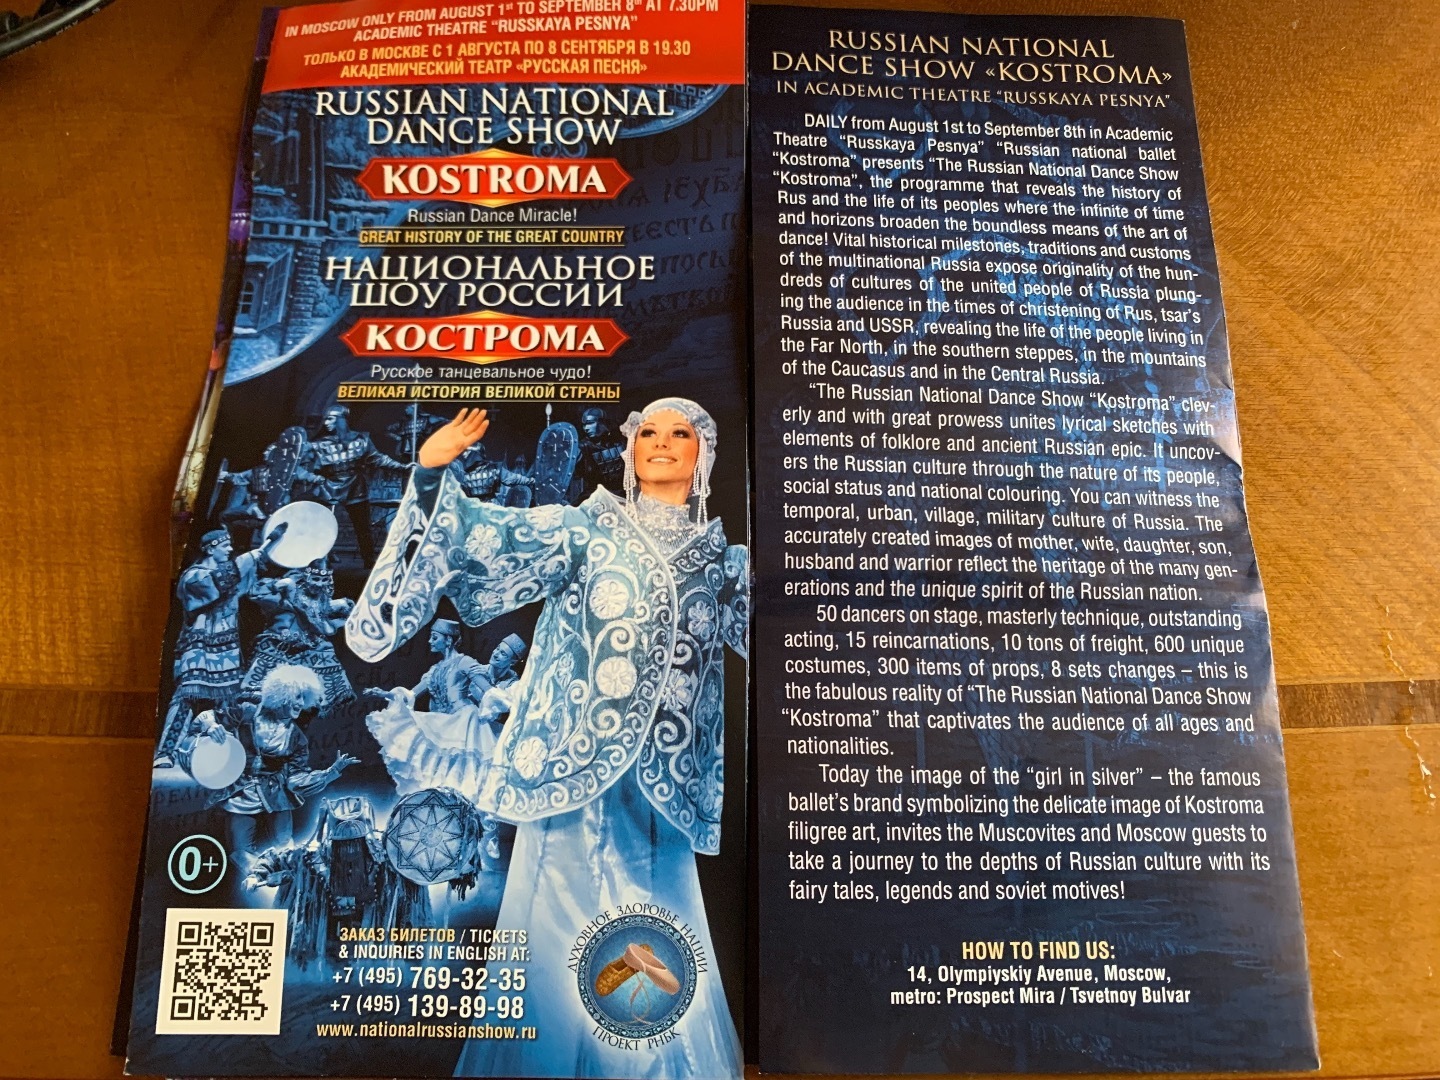 IN MOSCOW ONLY FROM AUGUST 1st TO SEPTEMBER 8th AT 7.30PM
ACADEMIC THEATRE "RUSSKAYA PESNYA"
ТОЛЬКО В МОСКВЕ С 1 АВГУСТА ПО 8 СЕНТЯБРЯ В 19.30
АКАДЕМИЧЕСКИЙ ТЕАТР «РУССКАЯ ПЕСНЯ»
RUSSIAN NATIONAL
DANCE SHOW
KOSTROMA
Russian Dance Miracle!
GREAT HISTORY OF THE GREAT COUNTRY
НАЦИОНАЛЬНОЕ
ШОУ РОССИИ
КОСТРОМА
Русское танцевальное чудо!
ВЕЛИКАЯ ИСТОРИЯ ВЕЛИКОЙ СТРАНЫ
0+
ЗАКАЗ БИЛЕТОВ / TICKETS
& INQUIRIES IN ENGLISH AT:
+7 (495) 769-32-35
+7 (495) 139-89-98
www.nationalrussianshow.ru
ДУХОВНОЕ ЗДОРОВЬЕ НАЦИИ
ПРОЕКТ РНБК
RUSSIAN NATIONAL
DANCE SHOW «KOSTROMA»
IN ACADEMIC THEATRE "RUSSKAYA PESNYA"
DAILY from August 1st to September 8th in Academic
Theatre "Russkaya Pesnya" "Russian national ballet
"Kostroma" presents "The Russian National Dance Show
"Kostroma", the programme that reveals the history of
Rus and the life of its peoples where the infinite of time
and horizons broaden the boundless means of the art of
dance! Vital historical milestones, traditions and customs
of the multinational Russia expose originality of the hun-
dreds of cultures of the united people of Russia plung-
ing the audience in the times of christening of Rus, tsar's
Russia and USSR, revealing the life of the people living in
the Far North, in the southern steppes, in the mountains
of the Caucasus and in the Central Russia.
"The Russian National Dance Show "Kostroma" clev-
erly and with great prowess unites lyrical sketches with
elements of folklore and ancient Russian epic. It uncov-
ers the Russian culture through the nature of its people,
social status and national colouring. You can witness the
temporal, urban, village, military culture of Russia. The
accurately created images of mother, wife, daughter, son,
husband and warrior reflect the heritage of the many gen-
erations and the unique spirit of the Russian nation.
50 dancers on stage, masterly technique, outstanding
acting, 15 reincarnations, 10 tons of freight, 600 unique
costumes, 300 items of props, 8 sets changes – this is
the fabulous reality of "The Russian National Dance Show
"Kostroma" that captivates the audience of all ages and
nationalities.
Today the image of the "girl in silver" – the famous
ballet's brand symbolizing the delicate image of Kostroma
filigree art, invites the Muscovites and Moscow guests to
take a journey to the depths of Russian culture with its
fairy tales, legends and soviet motives!
HOW TO FIND US:
14, Olympiyskiy Avenue, Moscow,
metro: Prospect Mira / Tsvetnoy Bulvar